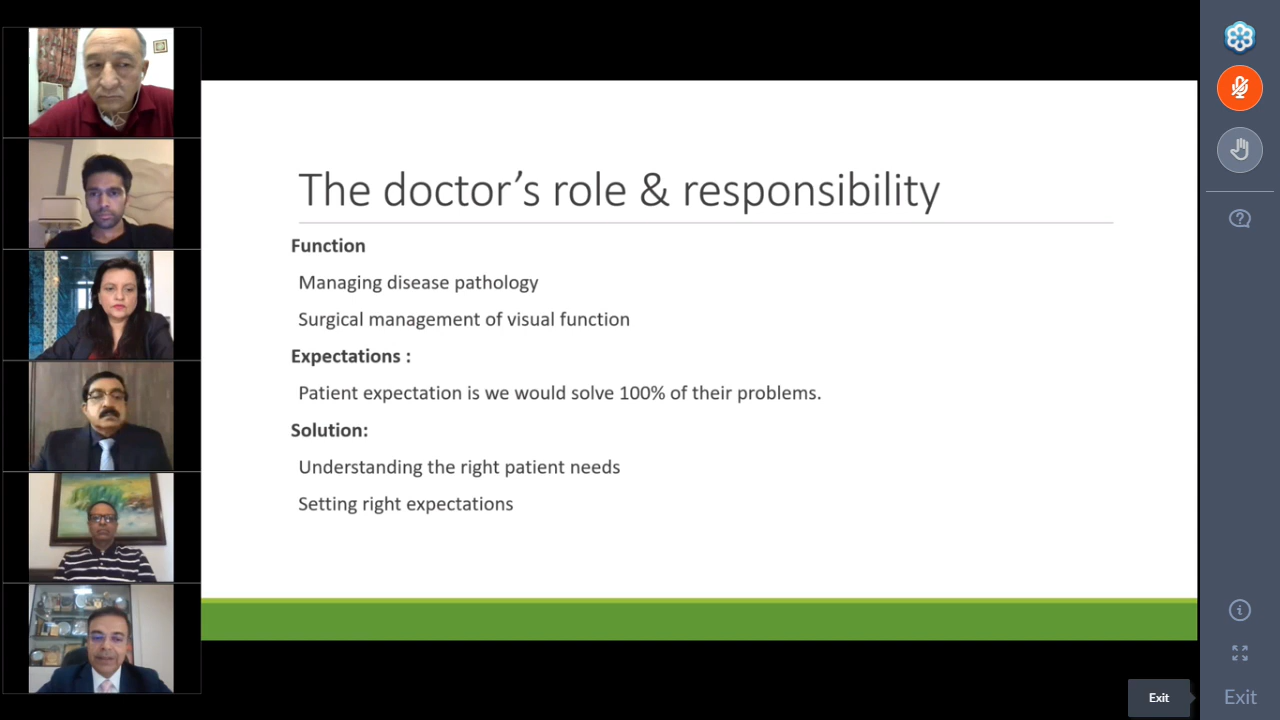 The doctor’s role & responsibility
Function
Managing disease pathology
Surgical management of visual function
Expectations :
Patient expectation is we would solve 100% of their problems.
Solution:
Understanding the right patient needs
Setting right expectations
Exit
Exit